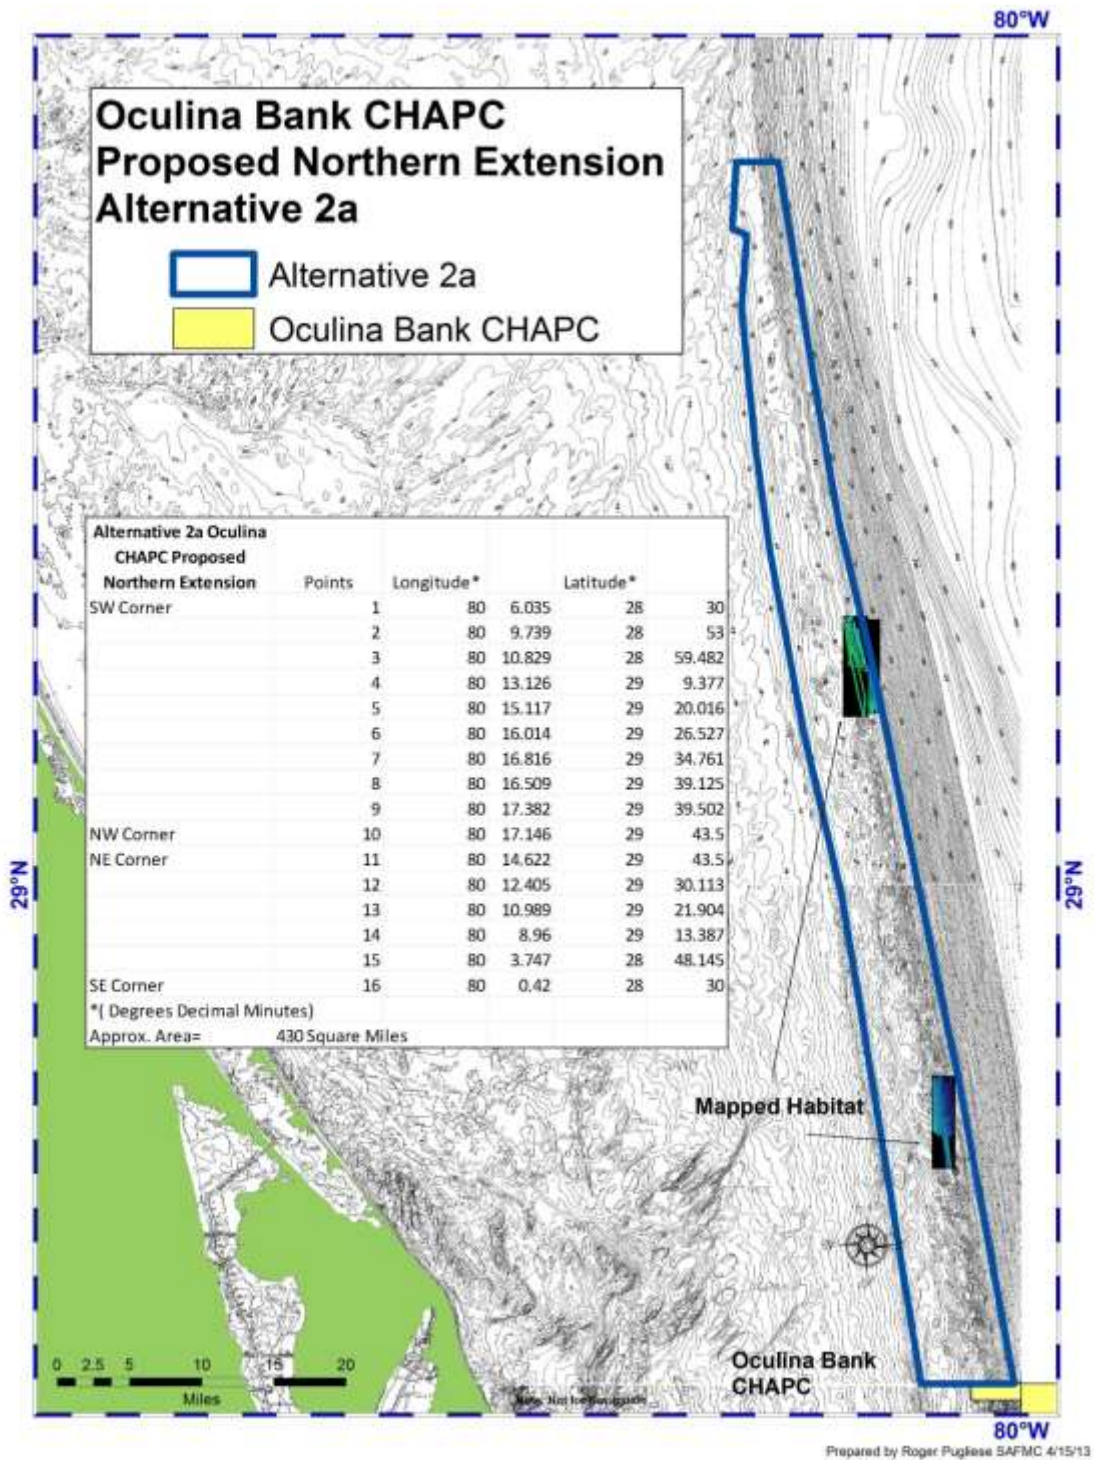 80°W
Oculina Bank CHAPC
Proposed Northern Extension
Alternative 2a
Alternative 2a
Oculina Bank CHAPC
Alternative 2a Oculina
CHAPC Proposed
Northern Extension Points Longitude* Latitude*
SW Corner 1 80 6.035 28 30
2 80 9.739 28 53
3 80 10.829 28 59.482
4 80 13.126 29 9.377
5 80 15.117 29 20.016
6 80 16.014 29 26.527
7 80 16.816 29 34.761
8 80 16.509 29 39.125
9 80 17.382 29 39.502
NW Corner 10 80 17.146 29 43.5
NE Corner 11 80 14.622 29 43.5
12 80 12.405 29 30.113
13 80 10.989 29 21.904
14 80 8.96 29 13.387
15 80 3.747 28 48.145
SE Corner 16 80 0.42 28 30
*( Degrees Decimal Minutes)
Approx. Area= 430 Square Miles
29°N
29°N
Mapped Habitat
Oculina Bank
CHAPC
0 2.5 5 10 15 20
Miles
Note: Not for Navigation
80°W
Prepared by Roger Pugliese SAFMC 4/15/13